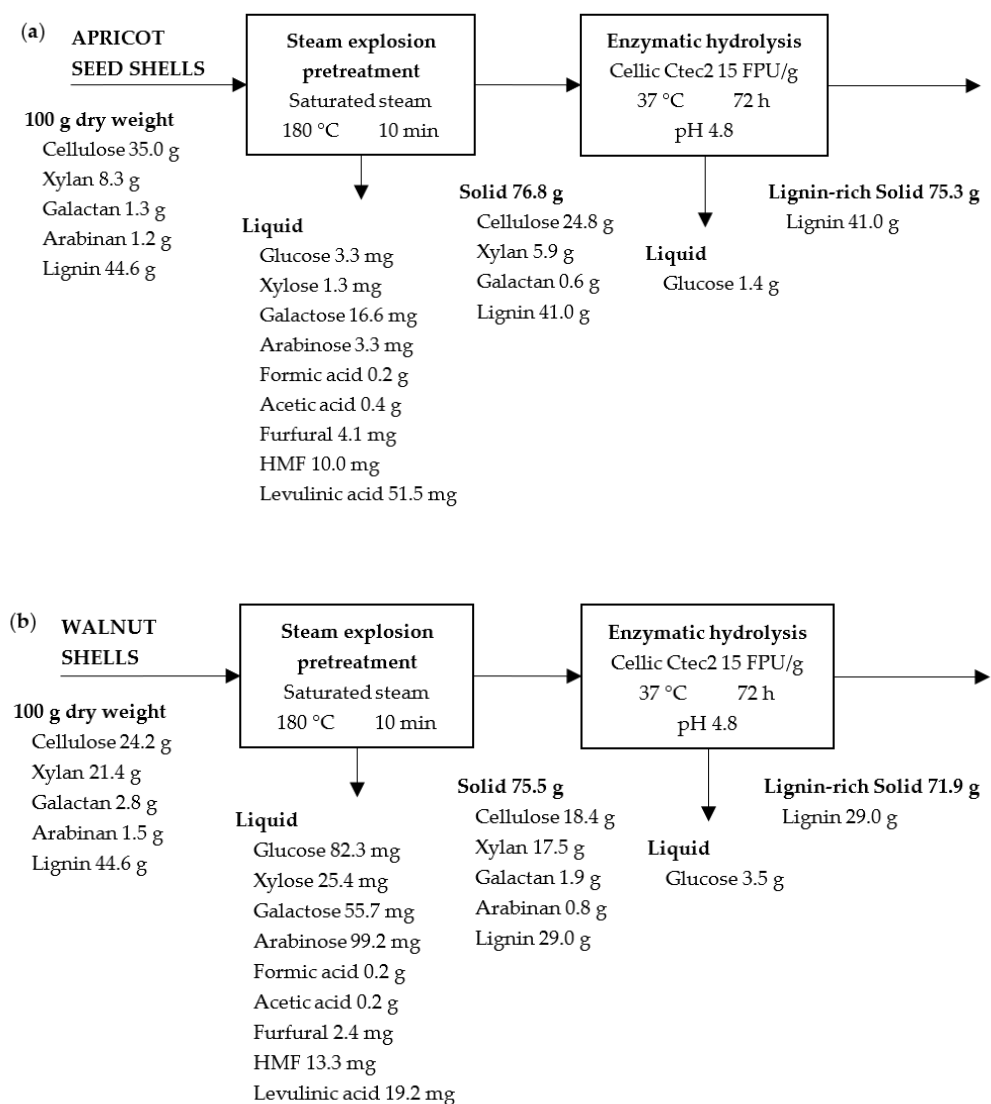 (a) APRICOT
SEED SHELLS
100 g dry weight
Cellulose 35.0 g
Xylan 8.3 g
Galactan 1.3 g
Arabinan 1.2 g
Lignin 44.6 g
Steam explosion
pretreatment
Saturated steam
180 °C 10 min
Liquid
Glucose 3.3 mg
Xylose 1.3 mg
Galactose 16.6 mg
Arabinose 3.3 mg
Formic acid 0.2 g
Acetic acid 0.4 g
Furfural 4.1 mg
HMF 10.0 mg
Levulinic acid 51.5 mg
Solid 76.8 g
Cellulose 24.8 g
Xylan 5.9 g
Galactan 0.6 g
Lignin 41.0 g
Enzymatic hydrolysis
Cellic Ctec2 15 FPU/g
37 °C 72 h
pH 4.8
Liquid
Glucose 1.4 g
Lignin-rich Solid 75.3 g
Lignin 41.0 g
(b) WALNUT
SHELLS
100 g dry weight
Cellulose 24.2 g
Xylan 21.4 g
Galactan 2.8 g
Arabinan 1.5 g
Lignin 44.6 g
Steam explosion
pretreatment
Saturated steam
180 °C 10 min
Liquid
Glucose 82.3 mg
Xylose 25.4 mg
Galactose 55.7 mg
Arabinose 99.2 mg
Formic acid 0.2 g
Acetic acid 0.2 g
Furfural 2.4 mg
HMF 13.3 mg
Levulinic acid 19.2 mg
Solid 75.5 g
Cellulose 18.4 g
Xylan 17.5 g
Galactan 1.9 g
Arabinan 0.8 g
Lignin 29.0 g
Enzymatic hydrolysis
Cellic Ctec2 15 FPU/g
37 °C 72 h
pH 4.8
Liquid
Glucose 3.5 g
Lignin-rich Solid 71.9 g
Lignin 29.0 g